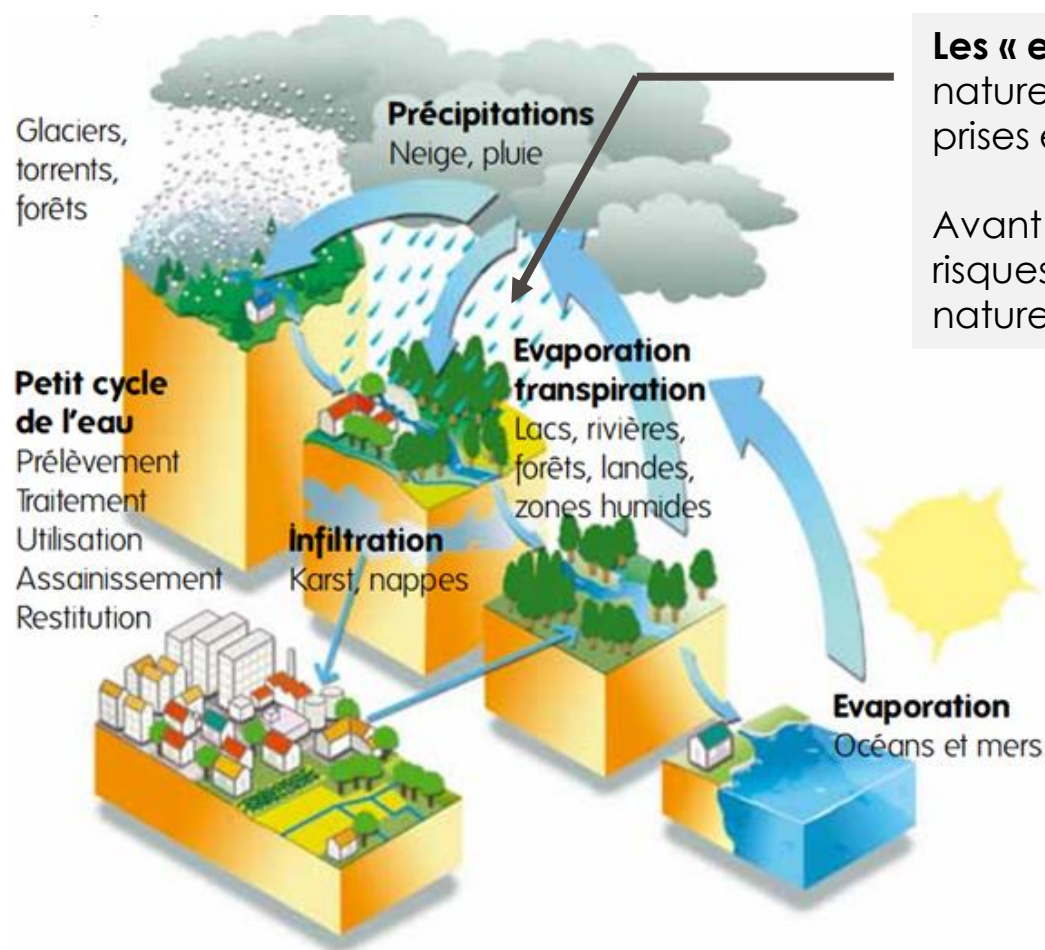 Glaciers,
torrents,
forêts
Précipitations
Neige, pluie
Les « e
nature
prises e
Avant
risques
nature
Petit cycle
de l'eau
Prélèvement
Traitement
Utilisation
Assainissement
Restitution
Evaporation
transpiration
Lacs, rivières,
forêts, landes,
zones humides
Infiltration
Karst, nappes
Evaporation
Océans et mers